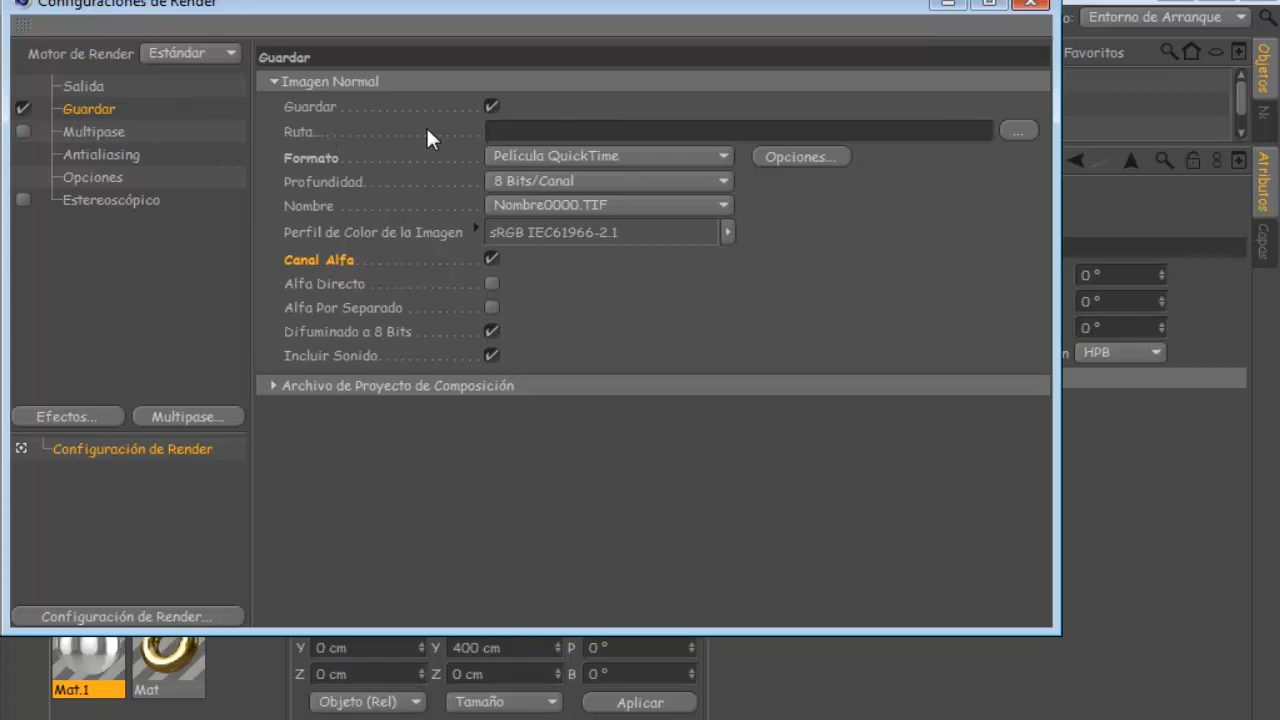 Configuraciones de Render
Entorno de Arranque
Motor de Render Estándar
Salida
Guardar
Multipase
Antialiasing
Opciones
Estereoscópico
Efectos... Multipase...
Configuración de Render
Configuración de Render...
Guardar
Imagen Normal
Guardar
Ruta... ...
Formato Película QuickTime Opciones...
Profundidad 8 Bits/Canal
Nombre Nombre0000.TIF
Perfil de Color de la Imagen sRGB IEC61966-2.1
Canal Alfa
Alfa Directo
Alfa Por Separado
Difuminado a 8 Bits
Incluir Sonido
Archivo de Proyecto de Composición
Favoritos
Objetos
Atributos
Capas
0 °
0 °
0 °
HPB
Mat.1 Mat
Y 0 cm Y 400 cm P 0 °
Z 0 cm Z 0 cm B 0 °
Objeto (Rel) Tamaño Aplicar